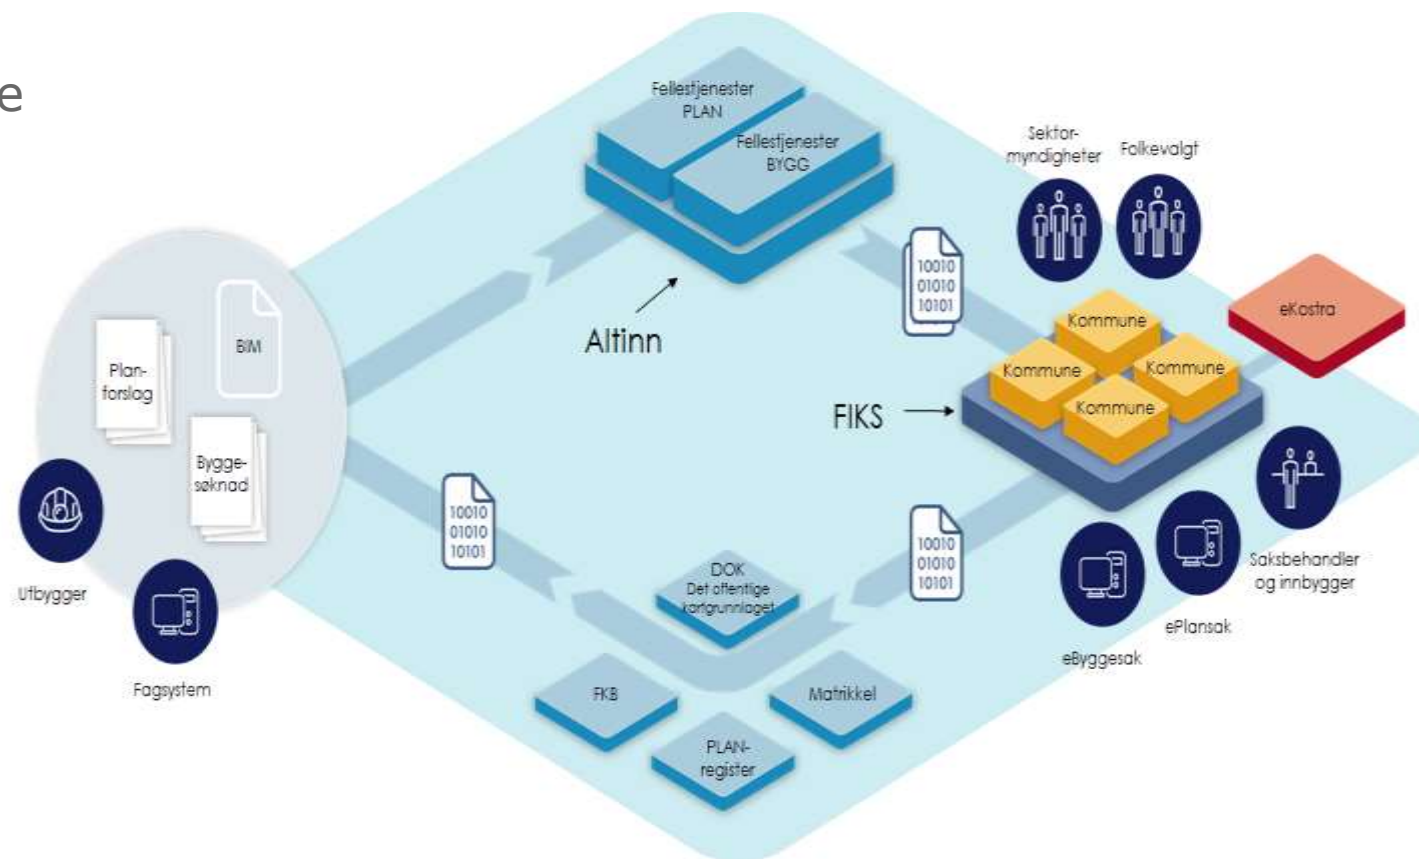 e
Fellestjenester
PLAN
Fellestjenester
BYGG
Sektor-
myndigheter
Folkevalgt
10010
01010
10101
Altinn
BIM
Plan-
forslag
Bygge-
søknad
Kommune
Kommune
Kommune
Kommune
eKostra
FIKS
10010
01010
10101
10010
01010
10101
DOK
Det offentlige
kartgrunnlaget
Utbygger
Fagsystem
FKB
Matrikkel
PLAN-
register
eByggesak
ePlansak
Saksbehandler
og innbygger